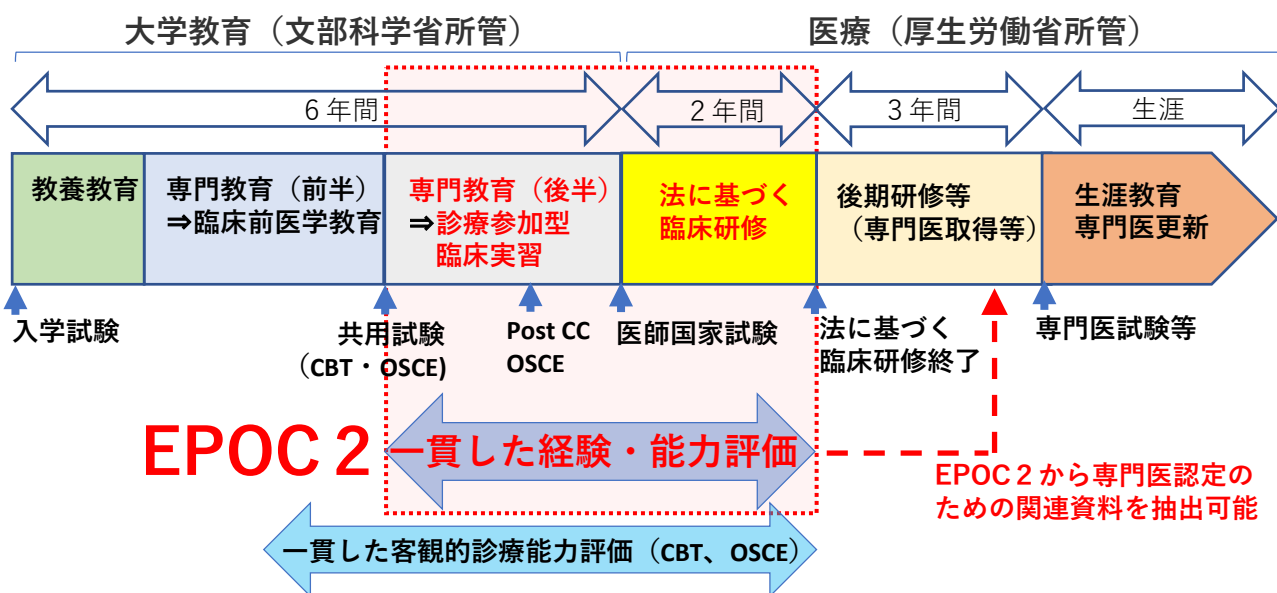 大学教育（文部科学省所管）
医療（厚生労働省所管）
6年間
2年間
3年間
生涯
教養教育
専門教育（前半）
⇒臨床前医学教育
専門教育（後半）
⇒診療参加型
臨床実習
法に基づく
臨床研修
後期研修等
（専門医取得等）
生涯教育
専門医更新
入学試験
共用試験
（CBT・OSCE)
Post CC
OSCE
医師国家試験
法に基づく
臨床研修終了
専門医試験等
EPOC２
一貫した経験・能力評価
EPOC２から専門医認定の
ための関連資料を抽出可能
一貫した客観的診療能力評価（CBT、OSCE）